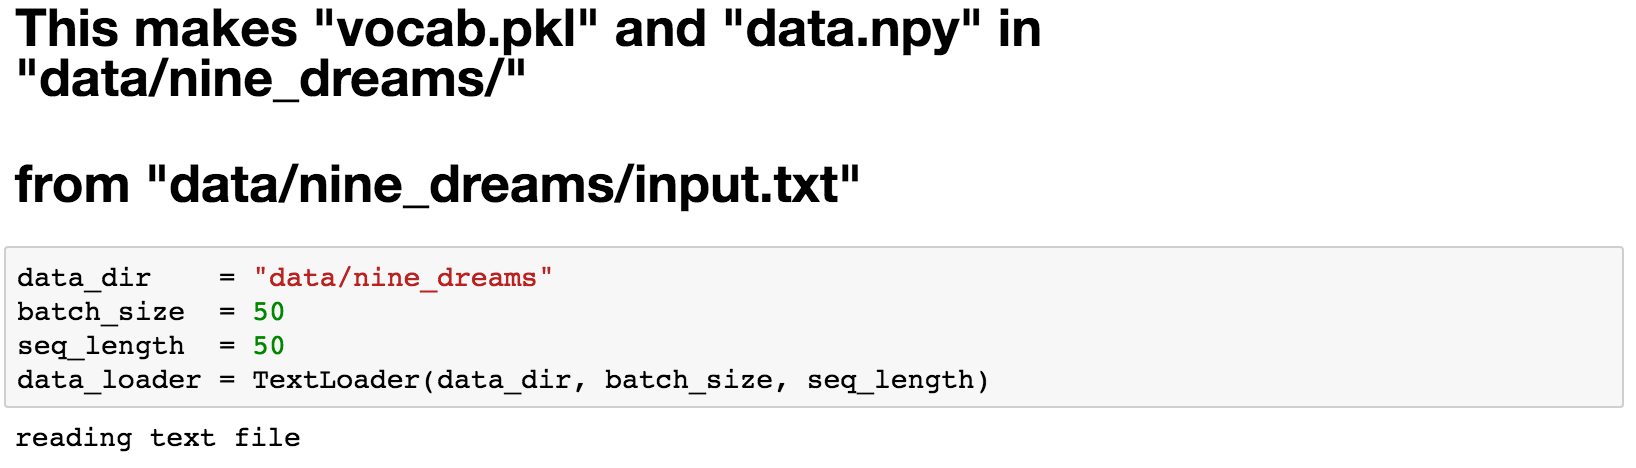 This makes "vocab.pkl" and "data.npy" in
"data/nine_dreams/"
from "data/nine_dreams/input.txt"
data_dir    = "data/nine_dreams"
batch_size  = 50
seq_length  = 50
data_loader = TextLoader(data_dir, batch_size, seq_length)
reading text file